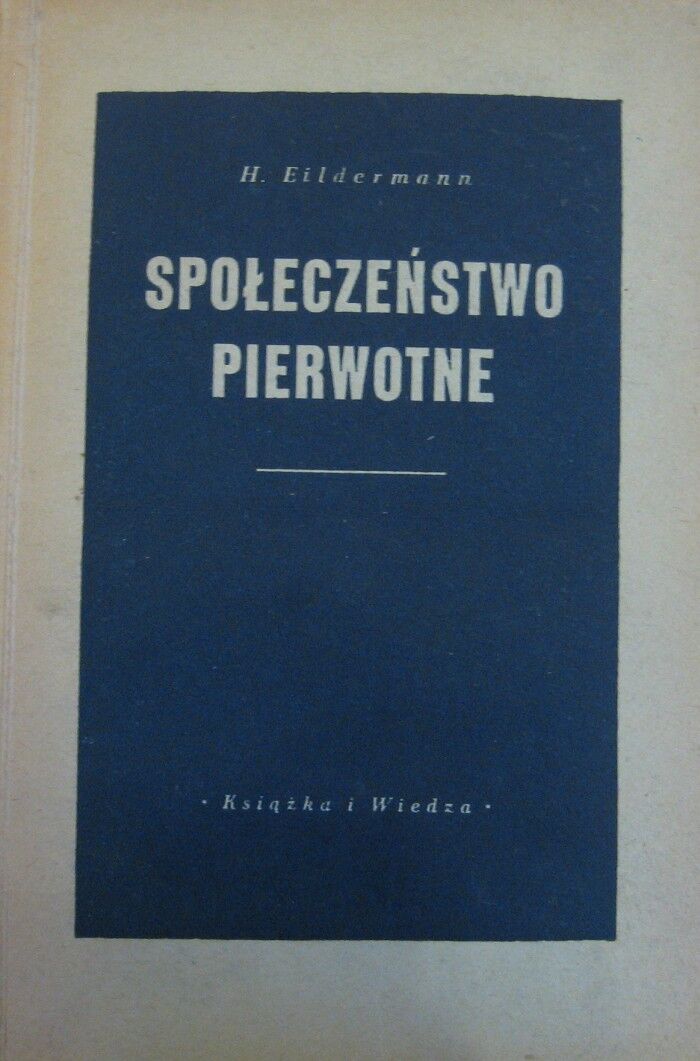 H. Eildermann
SPOŁECZEŃSTWO
PIERWOTNE
• Książka i Wiedza •